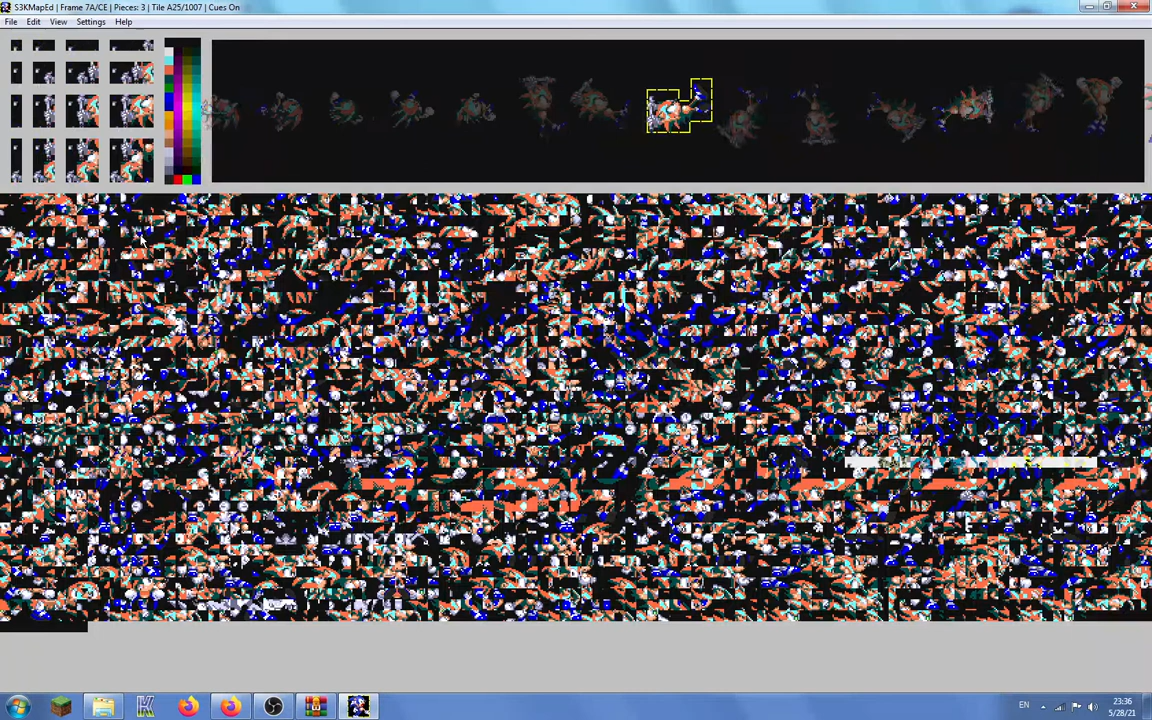 S3KMapEd | Frame 7A/CE | Pieces: 3 | Tile A25/1007 | Cues On
File Edit View Settings Help
EN
23:36
5/28/21